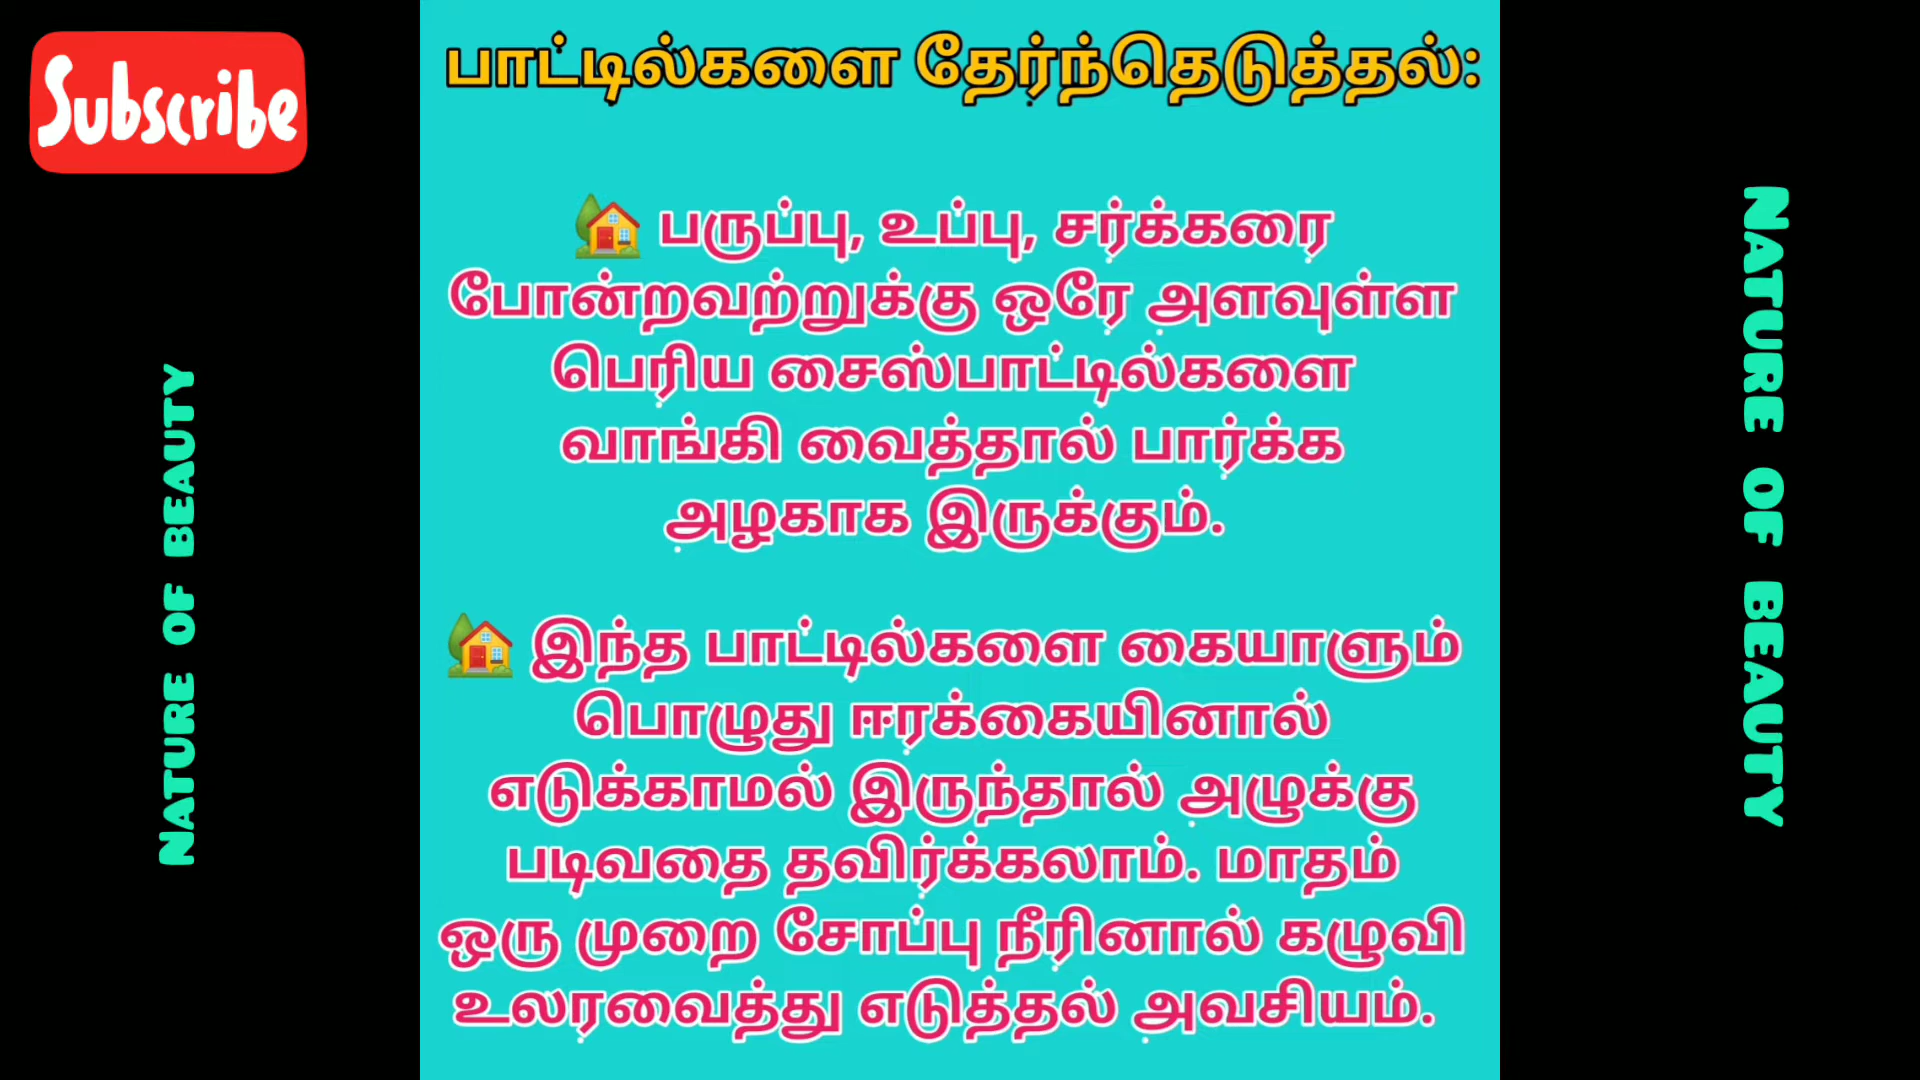 Subscribe
பாட்டில்களை தேர்ந்தெடுத்தல்:
🏡 பருப்பு, உப்பு, சர்க்கரை
போன்றவற்றுக்கு ஒரே அளவுள்ள
பெரிய சைஸ்பாட்டில்களை
வாங்கி வைத்தால் பார்க்க
அழகாக இருக்கும்.
🏡 இந்த பாட்டில்களை கையாளும்
பொழுது ஈரக்கையினால்
எடுக்காமல் இருந்தால் அழுக்கு
படிவதை தவிர்க்கலாம். மாதம்
ஒரு முறை சோப்பு நீரினால் கழுவி
உலரவைத்து எடுத்தல் அவசியம்.
NATURE OF BEAUTY
NATURE OF BEAUTY